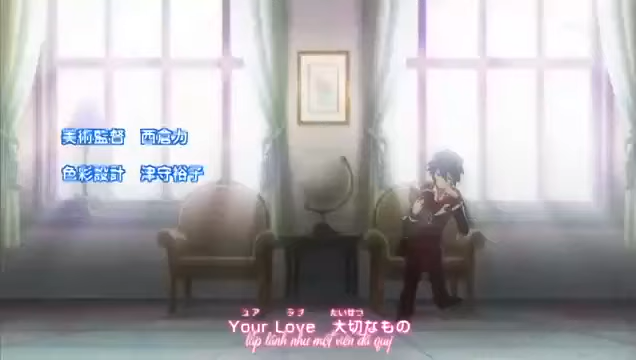 美術監督　西倉力
色彩設計　津守裕子
ユア　ラヴ　たいせつ
Your Love　大切なもの
lấp lánh như một viên đá quý